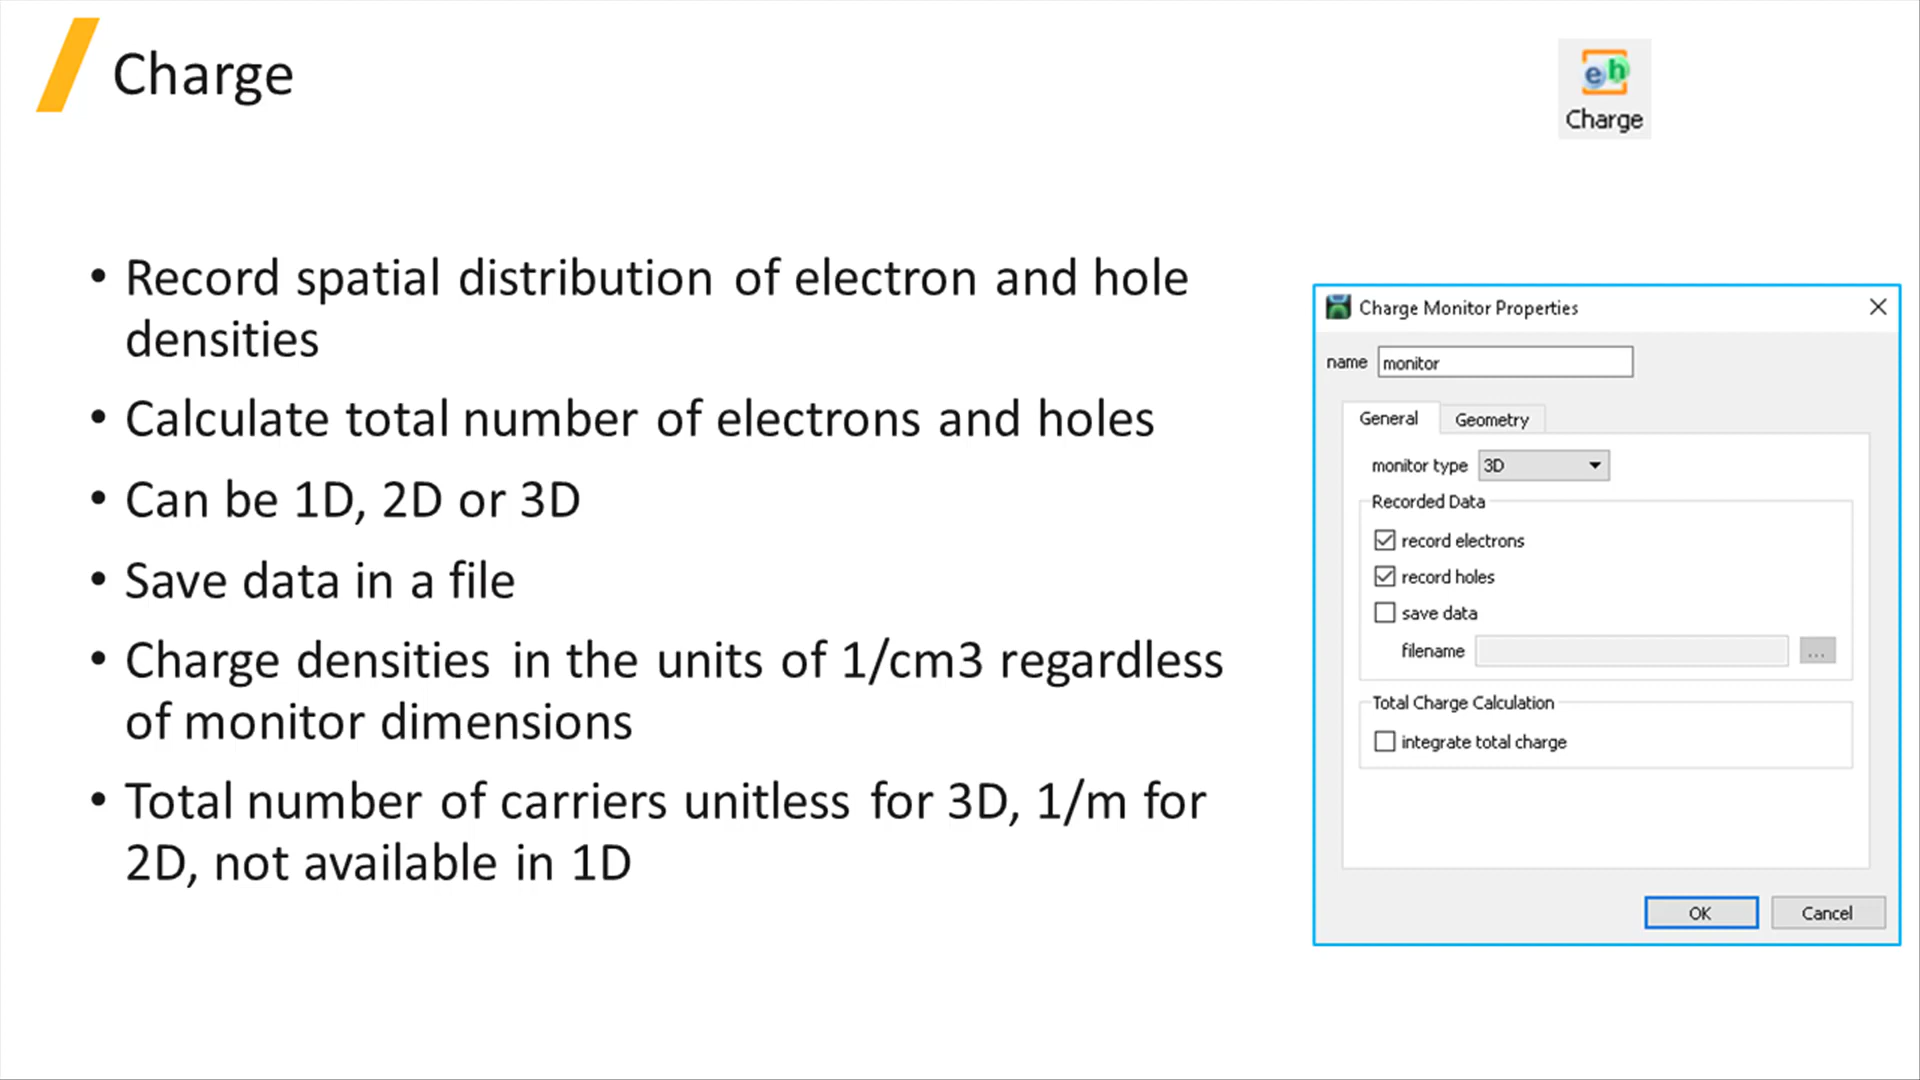 Charge
eh
Charge
• Record spatial distribution of electron and hole
densities
• Calculate total number of electrons and holes
• Can be 1D, 2D or 3D
• Save data in a file
• Charge densities in the units of 1/cm3 regardless
of monitor dimensions
• Total number of carriers unitless for 3D, 1/m for
2D, not available in 1D
Charge Monitor Properties
name monitor
General Geometry
monitor type 3D
Recorded Data
record electrons
record holes
save data
filename ...
Total Charge Calculation
integrate total charge
OK Cancel